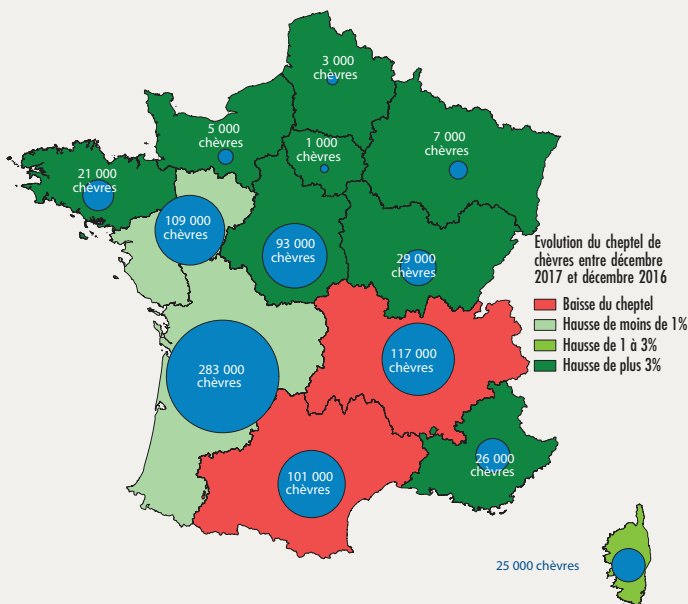 3 000
chèvres
5 000
chèvres
1 000
chèvres
7 000
chèvres
21 000
chèvres
109 000
chèvres
93 000
chèvres
29 000
chèvres
Evolution du cheptel de
chèvres entre décembre
2017 et décembre 2016
Baisse du cheptel
Hausse de moins de 1%
Hausse de 1 à 3%
Hausse de plus 3%
283 000
chèvres
117 000
chèvres
101 000
chèvres
26 000
chèvres
25 000 chèvres